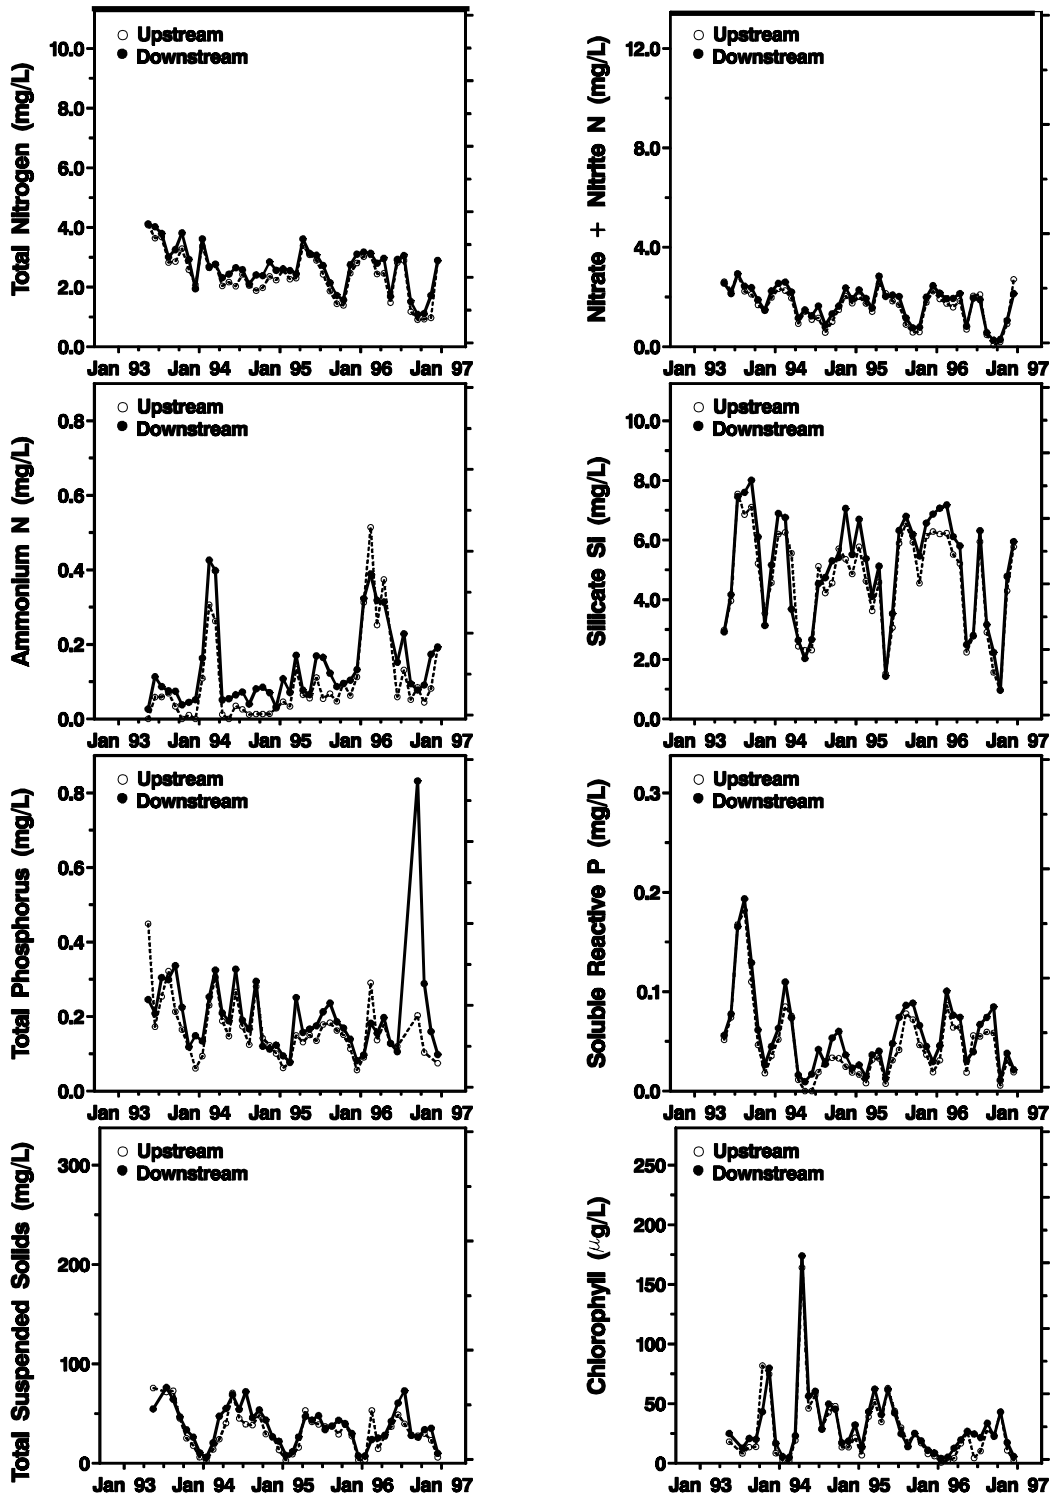 Total Nitrogen (mg/L)
Upstream
Downstream
10.0
8.0
6.0
4.0
2.0
0.0
Jan 93 Jan 94 Jan 95 Jan 96 Jan 97
Nitrate + Nitrite N (mg/L)
Upstream
Downstream
12.0
8.0
4.0
0.0
Jan 93 Jan 94 Jan 95 Jan 96 Jan 97
Ammonium N (mg/L)
Upstream
Downstream
0.8
0.6
0.4
0.2
0.0
Jan 93 Jan 94 Jan 95 Jan 96 Jan 97
Silicate Si (mg/L)
Upstream
Downstream
10.0
8.0
6.0
4.0
2.0
0.0
Jan 93 Jan 94 Jan 95 Jan 96 Jan 97
Total Phosphorus (mg/L)
Upstream
Downstream
0.8
0.6
0.4
0.2
0.0
Jan 93 Jan 94 Jan 95 Jan 96 Jan 97
Soluble Reactive P (mg/L)
Upstream
Downstream
0.3
0.2
0.1
0.0
Jan 93 Jan 94 Jan 95 Jan 96 Jan 97
Total Suspended Solids (mg/L)
Upstream
Downstream
300
200
100
0
Jan 93 Jan 94 Jan 95 Jan 96 Jan 97
Chlorophyll (μg/L)
Upstream
Downstream
250
200
150
100
50
0
Jan 93 Jan 94 Jan 95 Jan 96 Jan 97